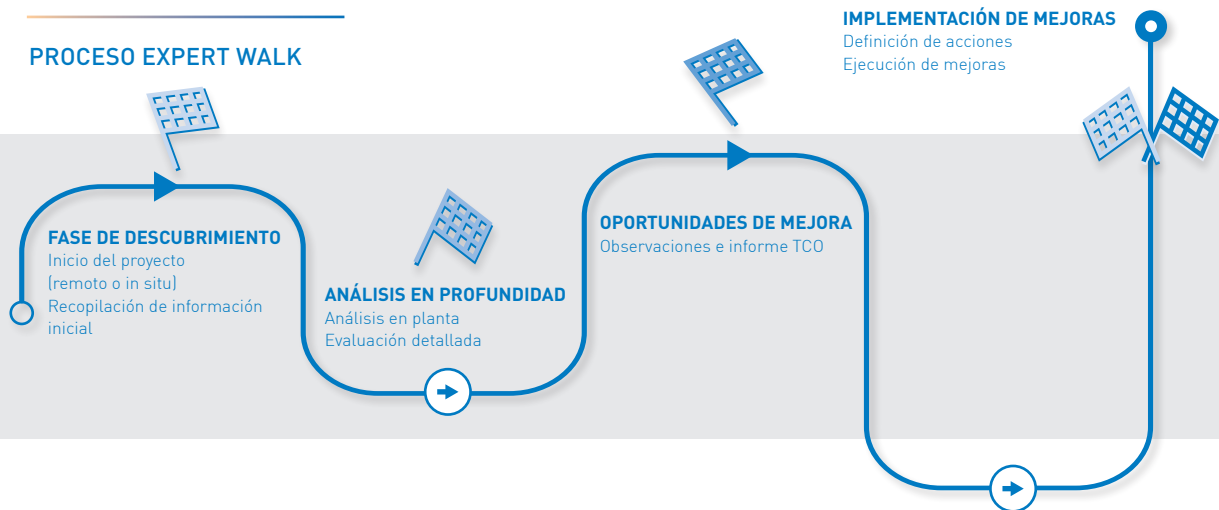 PROCESO EXPERT WALK
FASE DE DESCUBRIMIENTO
Inicio del proyecto
(remoto o in situ)
Recopilación de información
inicial
ANÁLISIS EN PROFUNDIDAD
Análisis en planta
Evaluación detallada
OPORTUNIDADES DE MEJORA
Observaciones e informe TCO
IMPLEMENTACIÓN DE MEJORAS
Definición de acciones
Ejecución de mejoras